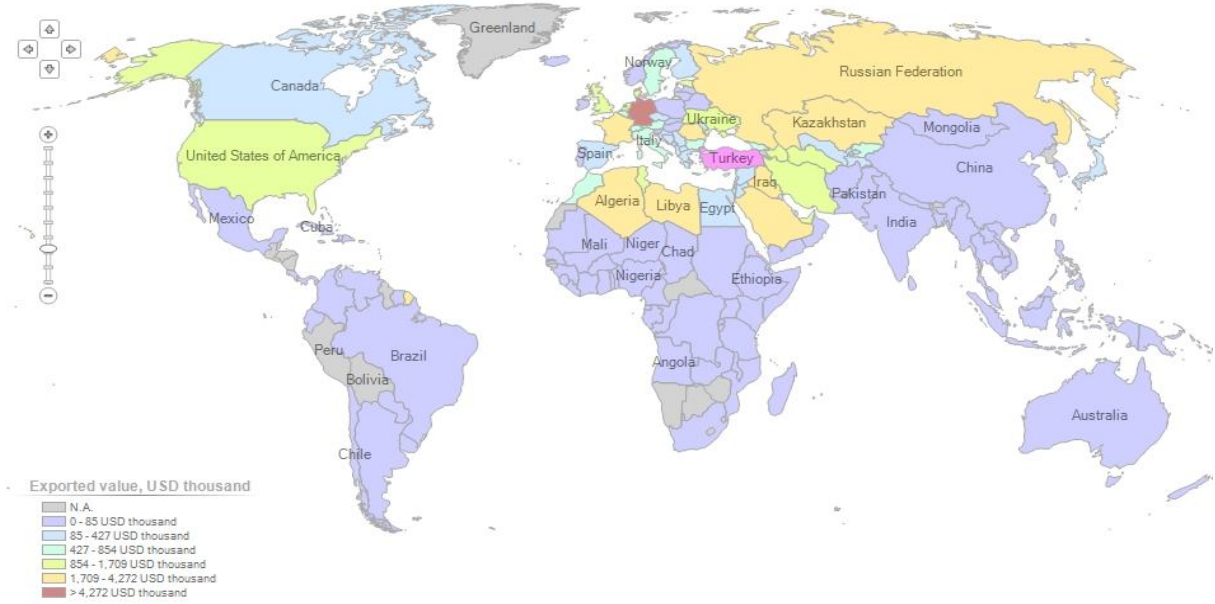 Greenland
Norway
Russian Federation
Canada
Ukraine
Kazakhstan
Mongolia
United States of America
Italy
Spain
Turkey
China
Iraq
Pakistan
Algeria
Libya
Egypt
India
Mexico
Cuba
Mali
Niger
Chad
Nigeria
Ethiopia
Peru
Brazil
Angola
Bolivia
Australia
Chile
Exported value, USD thousand
N.A.
0 - 85 USD thousand
85 - 427 USD thousand
427 - 854 USD thousand
854 - 1,709 USD thousand
1,709 - 4,272 USD thousand
> 4,272 USD thousand